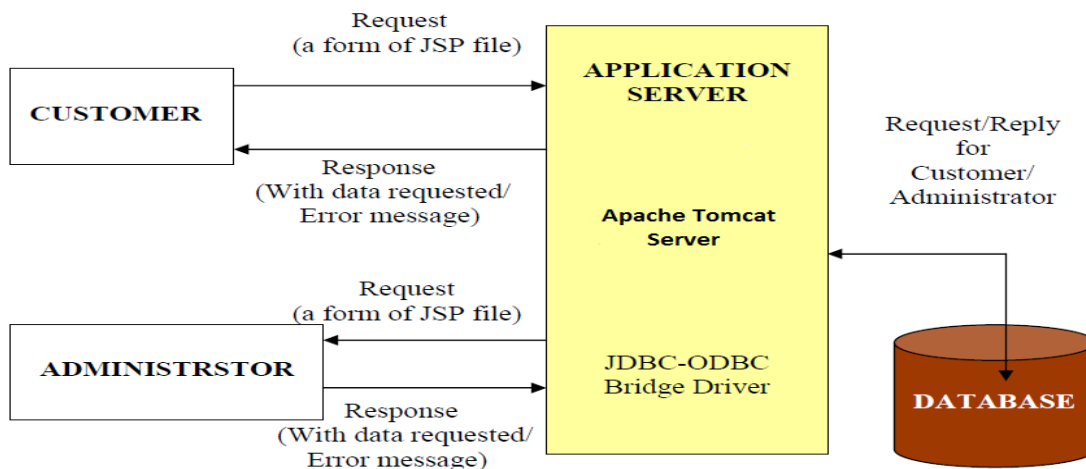 Request
(a form of JSP file)
CUSTOMER
Response
(With data requested/
Error message)
APPLICATION
SERVER
Apache Tomcat
Server
JDBC-ODBC
Bridge Driver
Request/Reply
for
Customer/
Administrator
Request
(a form of JSP file)
ADMINISTRSTOR
Response
(With data requested/
Error message)
DATABASE